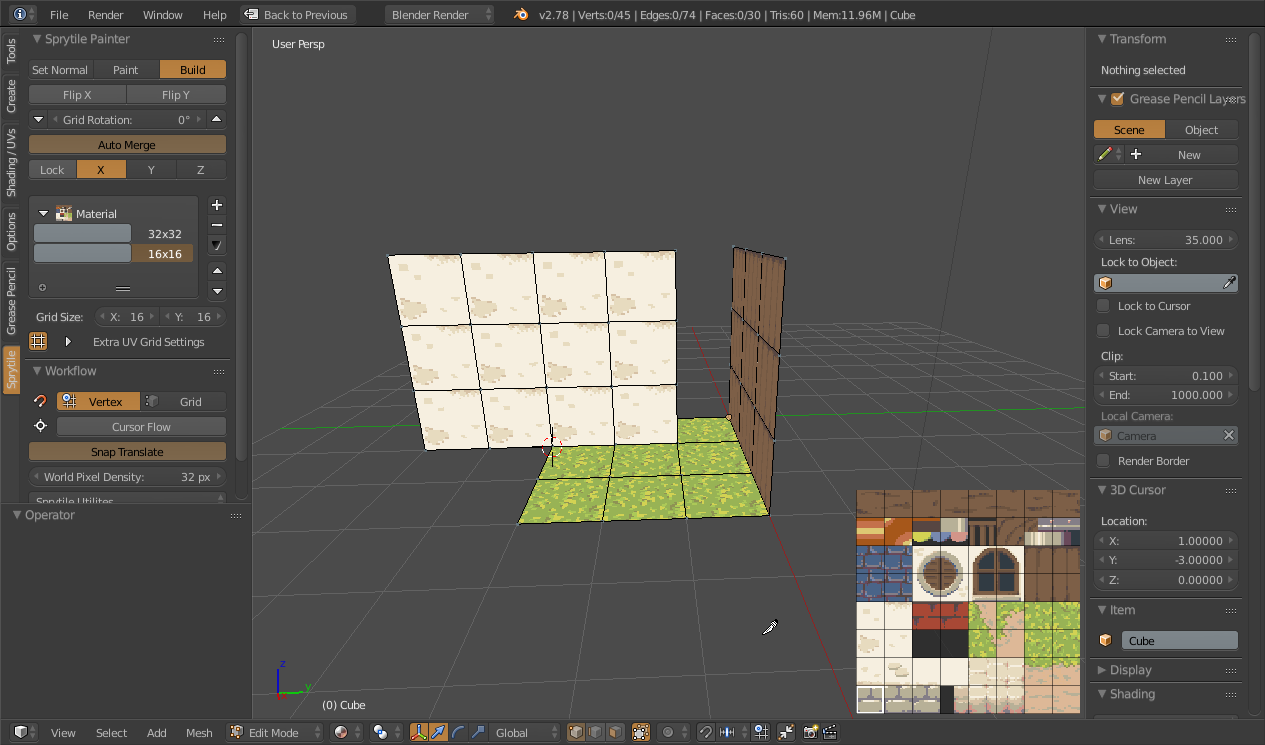 File Render Window Help Back to Previous Blender Render v2.78 | Verts:0/45 | Edges:0/74 | Faces:0/30 | Tris:60 | Mem:11.96M | Cube
Tools
Create
Shading / UVs
Options
Grease Pencil
Sprytile
Sprytile Painter
Set Normal Paint Build
Flip X Flip Y
Grid Rotation: 0°
Auto Merge
Lock X Y Z
Material
32x32
16x16
Grid Size: X: 16 Y: 16
Extra UV Grid Settings
Workflow
Vertex Grid
Cursor Flow
Snap Translate
World Pixel Density: 32 px
Sprytile Utilities
Operator
User Persp
z
y
(0) Cube
Transform
Nothing selected
Grease Pencil Layers
Scene Object
New
New Layer
View
Lens: 35.000
Lock to Object:
Lock to Cursor
Lock Camera to View
Clip:
Start: 0.100
End: 1000.000
Local Camera:
Camera
Render Border
3D Cursor
Location:
X: 1.00000
Y: -3.00000
Z: 0.00000
Item
Cube
Display
Shading
View Select Add Mesh Edit Mode Global